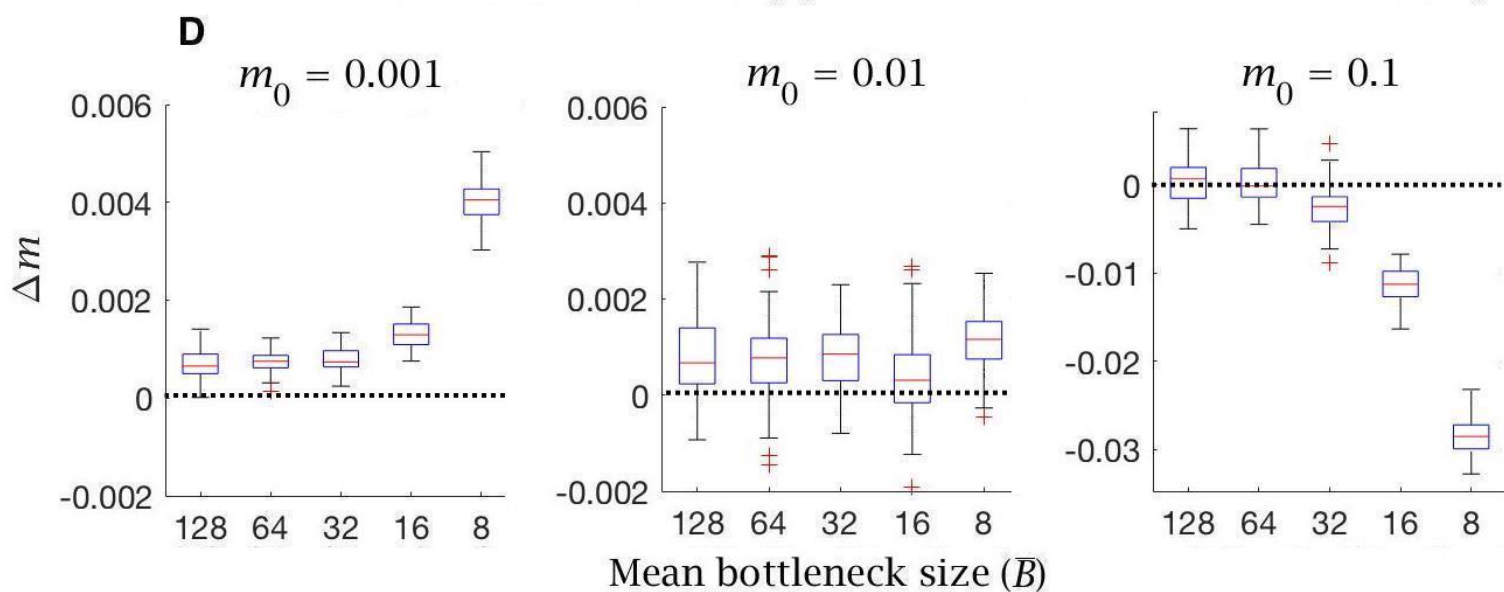 D
m₀ = 0.001
m₀ = 0.01
m₀ = 0.1
Δm
0.006
0.004
0.002
0
-0.002
128 64 32 16 8
0.006
0.004
0.002
0
-0.002
128 64 32 16 8
0
-0.01
-0.02
-0.03
128 64 32 16 8
Mean bottleneck size (B̅)